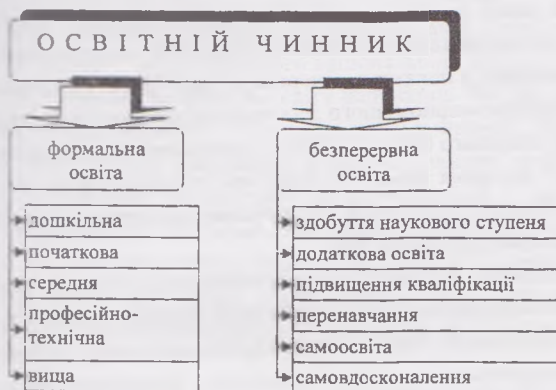 ОСВІТНІЙ ЧИННИК
формальна
освіта
дошкільна
початкова
середня
професійно-
технічна
вища
безперервна
освіта
здобуття наукового ступеня
додаткова освіта
підвищення кваліфікації
перенавчання
самоосвіта
самовдосконалення